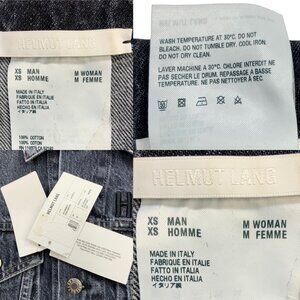 HELMUT LANG
XS MAN
XS HOMME
M WOMAN
M FEMME
MADE IN ITALY
FABRIQUE EN ITALIE
FATTO IN ITALIA
HECHO EN ITALIA
イタリア製
100% COTTON
100% COTON
WASH TEMPERATURE AT 30°C. DO NOT
BLEACH. DO NOT TUMBLE DRY. COOL IRON.
DO NOT DRY CLEAN.
LAVER MACHINE A 30°C. CHLORE INTERDIT NE
PAS SECHER LE DRUM. REPASSAGE A BASSE
TEMPERATURE. NE PAS NETTOYER À SEC.
HELMUT LANG
HELMUT LANG
XS MAN
XS HOMME
M WOMAN
M FEMME
MADE IN ITALY
FABRIQUE EN ITALIE
FATTO IN ITALIA
HECHO EN ITALIA
イタリア製